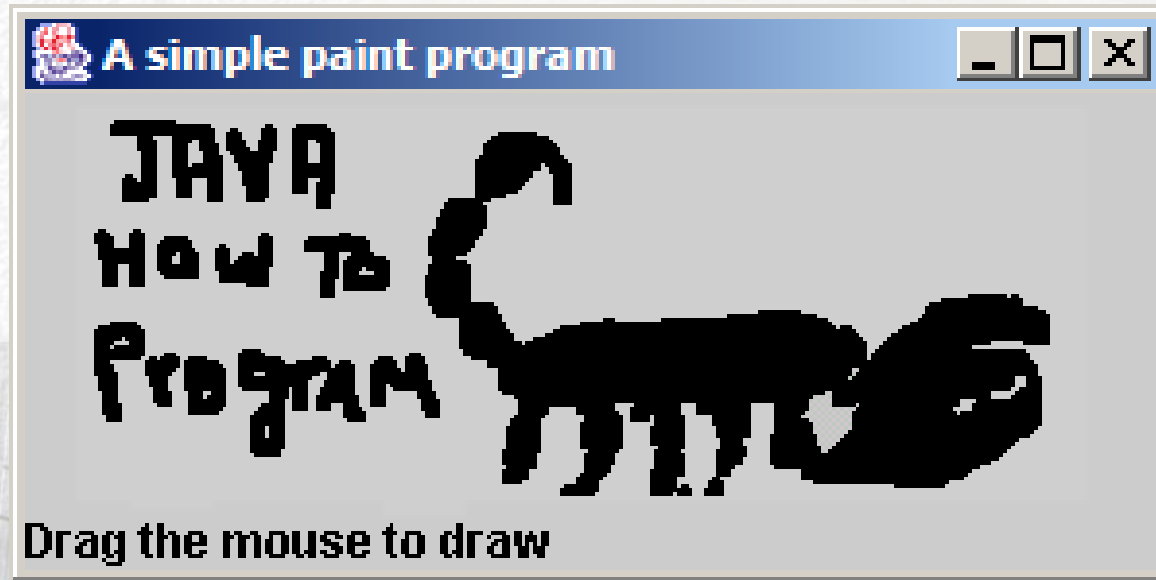 A simple paint program
JAVA
How To
Program
Drag the mouse to draw